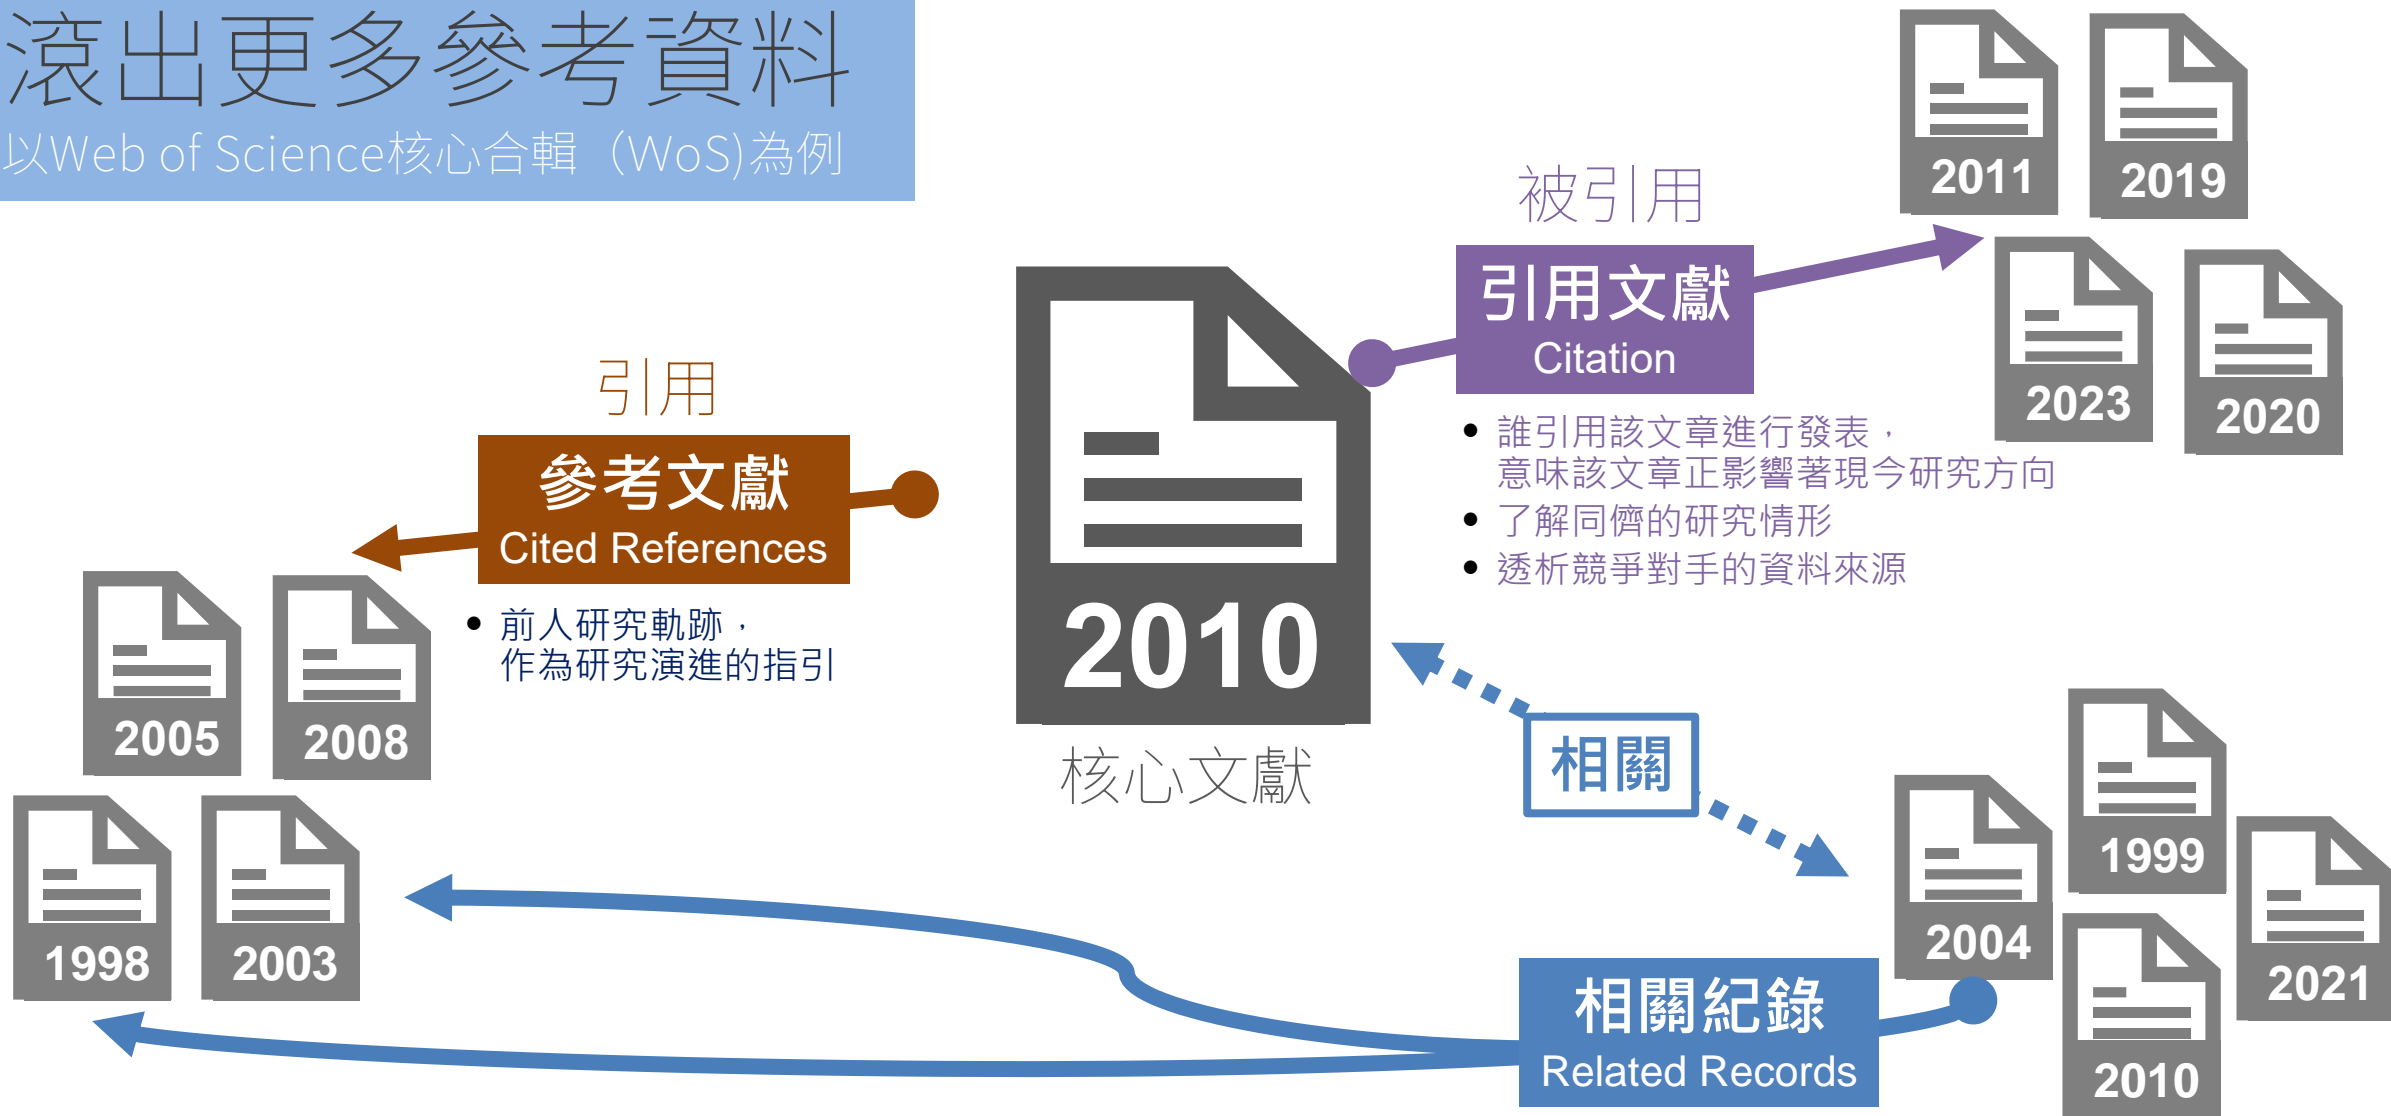 滾出更多參考資料
以Web of Science核心合輯（WoS)為例
引用
參考文獻
Cited References
前人研究軌跡，
作為研究演進的指引
2005
2008
1998
2003
2010
核心文獻
被引用
引用文獻
Citation
誰引用該文章進行發表，
意味該文章正影響著現今研究方向
了解同儕的研究情形
透析競爭對手的資料來源
2011
2019
2023
2020
相關
相關紀錄
Related Records
1999
2004
2021
2010